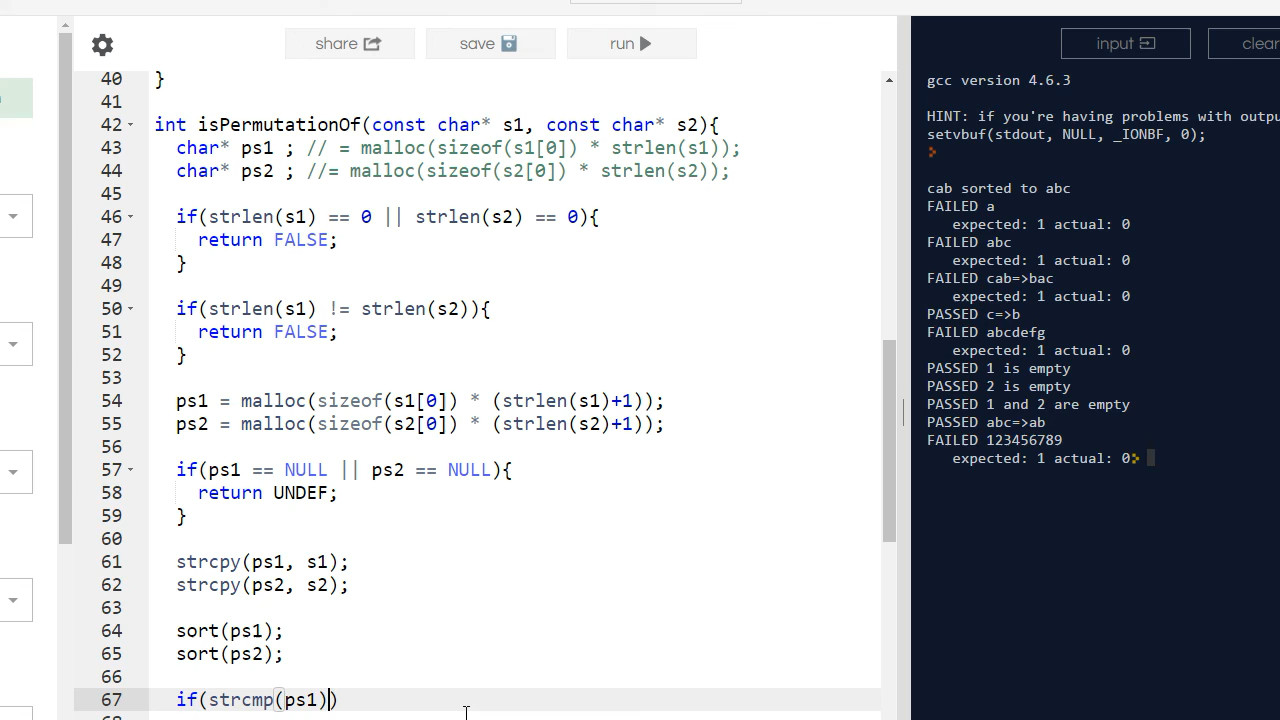 share
save
run
input
clear
40 }
41
42 int isPermutationOf(const char* s1, const char* s2){
43 char* ps1 ; // = malloc(sizeof(s1[0]) * strlen(s1));
44 char* ps2 ; //= malloc(sizeof(s2[0]) * strlen(s2));
45
46 if(strlen(s1) == 0 || strlen(s2) == 0){
47 return FALSE;
48 }
49
50 if(strlen(s1) != strlen(s2)){
51 return FALSE;
52 }
53
54 ps1 = malloc(sizeof(s1[0]) * (strlen(s1)+1));
55 ps2 = malloc(sizeof(s2[0]) * (strlen(s2)+1));
56
57 if(ps1 == NULL || ps2 == NULL){
58 return UNDEF;
59 }
60
61 strcpy(ps1, s1);
62 strcpy(ps2, s2);
63
64 sort(ps1);
65 sort(ps2);
66
67 if(strcmp(ps1))
gcc version 4.6.3
HINT: if you're having problems with outpu
setvbuf(stdout, NULL, _IONBF, 0);
cab sorted to abc
FAILED a
expected: 1 actual: 0
FAILED abc
expected: 1 actual: 0
FAILED cab=>bac
expected: 1 actual: 0
PASSED c=>b
FAILED abcdefg
expected: 1 actual: 0
PASSED 1 is empty
PASSED 2 is empty
PASSED 1 and 2 are empty
PASSED abc=>ab
FAILED 123456789
expected: 1 actual: 0